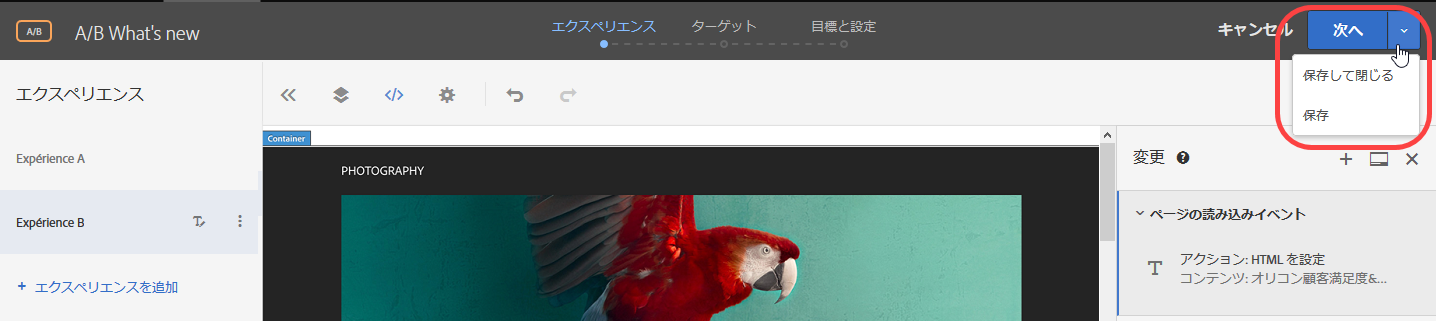 A/B
A/B What's new
エクスペリエンス
ターゲット
目標と設定
キャンセル
次へ
保存して閉じる
保存
エクスペリエンス
Expérience A
Expérience B
+ エクスペリエンスを追加
Container
PHOTOGRAPHY
変更
ページの読み込みイベント
アクション: HTML を設定
コンテンツ: オリコン顧客満足度&...